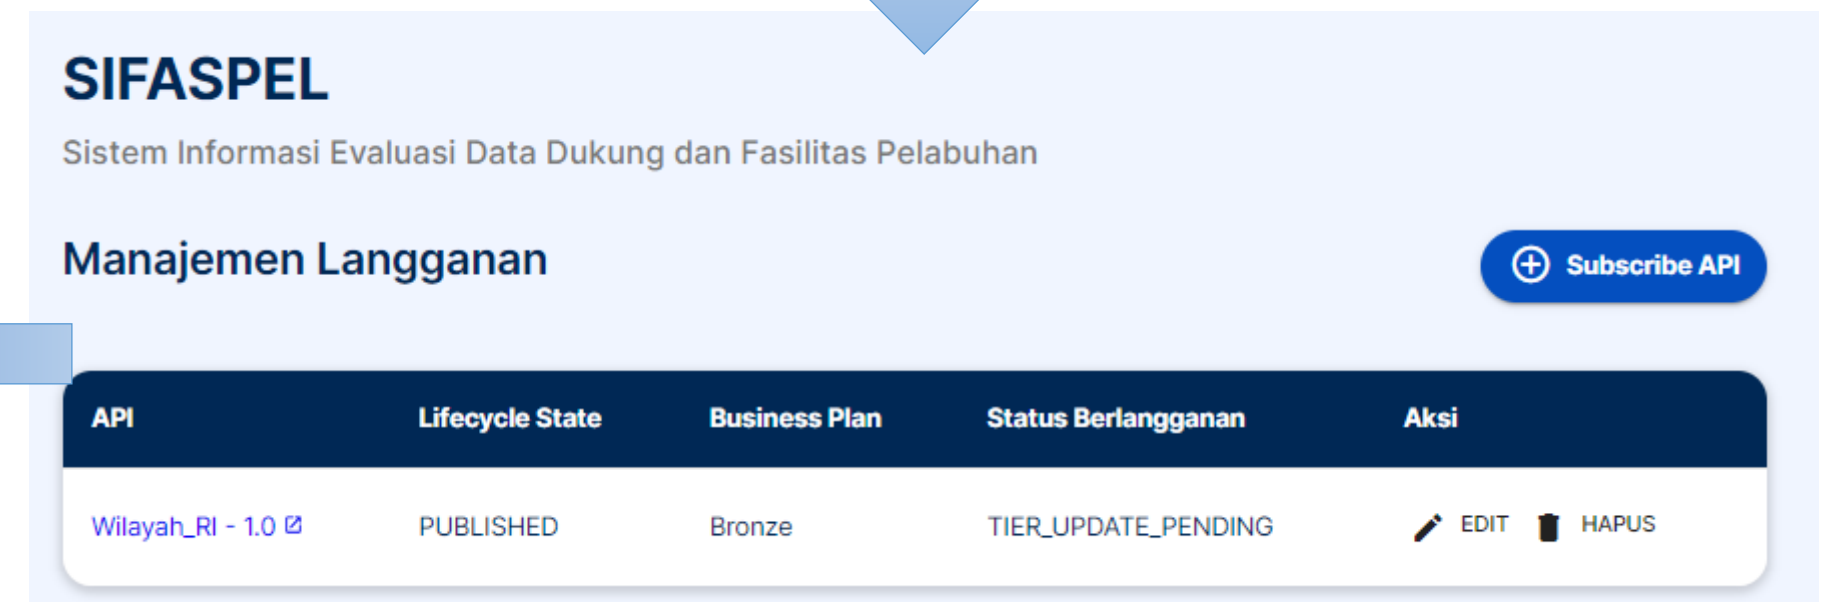 SIFASPEL
Sistem Informasi Evaluasi Data Dukung dan Fasilitas Pelabuhan
Manajemen Langganan
Subscribe API
API Lifecycle State Business Plan Status Berlangganan Aksi
Wilayah_RI - 1.0 PUBLISHED Bronze TIER_UPDATE_PENDING EDIT HAPUS